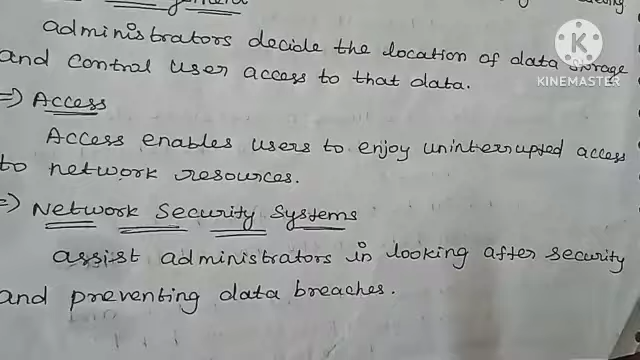 administrators decide the location of data storage
and control user access to that data.
=> Access
Access enables users to enjoy uninterrupted access
to network resources.
=> Network Security Systems
assist administrators in looking after security
and preventing data breaches.
KINEMASTER